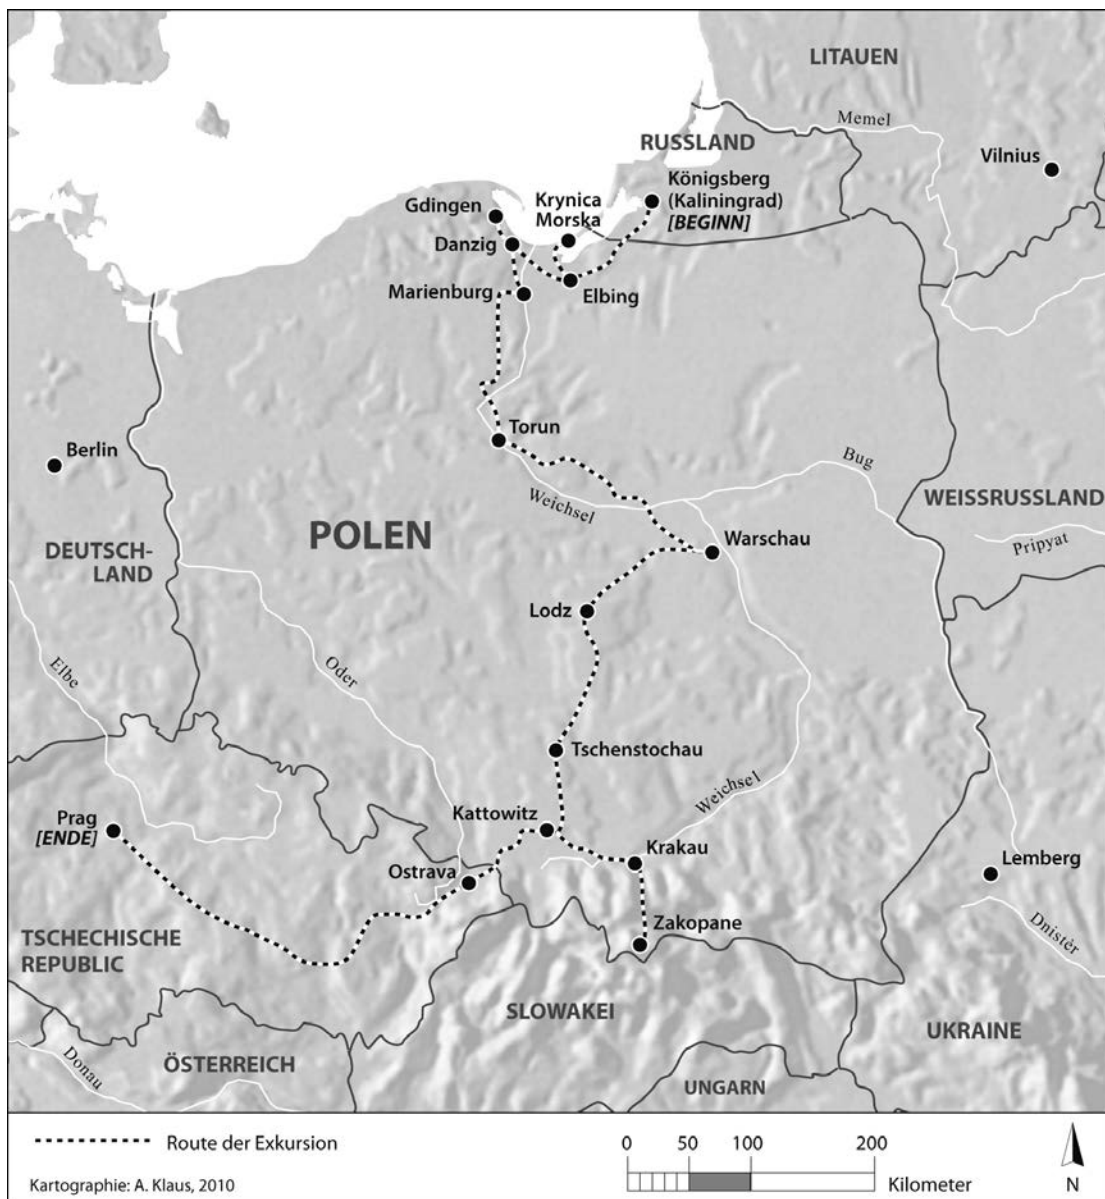 LITAUEN
Memel
RUSSLAND
Vilnius
Königsberg
(Kaliningrad)
[BEGINN]
Krynica
Morska
Gdingen
Danzig
Marienburg
Elbing
Torun
Berlin
Bug
Weichsel
WEISSRUSSLAND
POLEN
Warschau
Pripyat
DEUTSCH-
LAND
Lodz
Elbe
Oder
Tschenstochau
Weichsel
Prag
[ENDE]
Kattowitz
Krakau
Lemberg
Ostrava
Zakopane
Dnistèr
TSCHECHISCHE
REPUBLIC
SLOWAKEI
UKRAINE
Donau
ÖSTERREICH
UNGARN
Route der Exkursion
0 50 100 200
Kilometer
N
Kartographie: A. Klaus, 2010